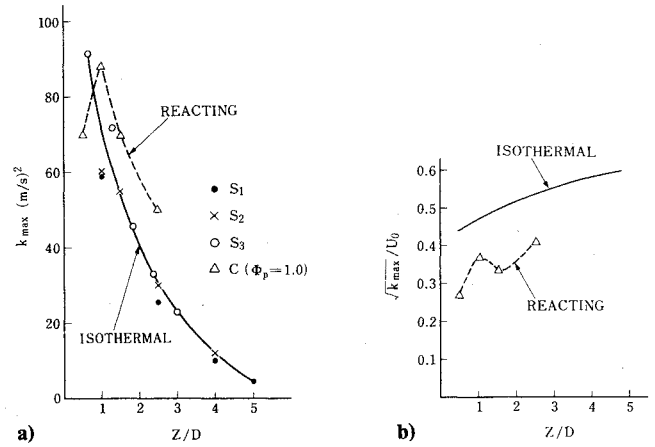 100
80
60
40
20
0
k max (m/s)²
REACTING
● S₁
× S₂
○ S₃
△ C (Φp=1.0)
ISOTHERMAL
1 2 3 4 5
Z/D
a)
0.6
0.5
0.4
0.3
0.2
0.1
√k max / U₀
ISOTHERMAL
REACTING
1 2 3 4 5
Z/D
b)